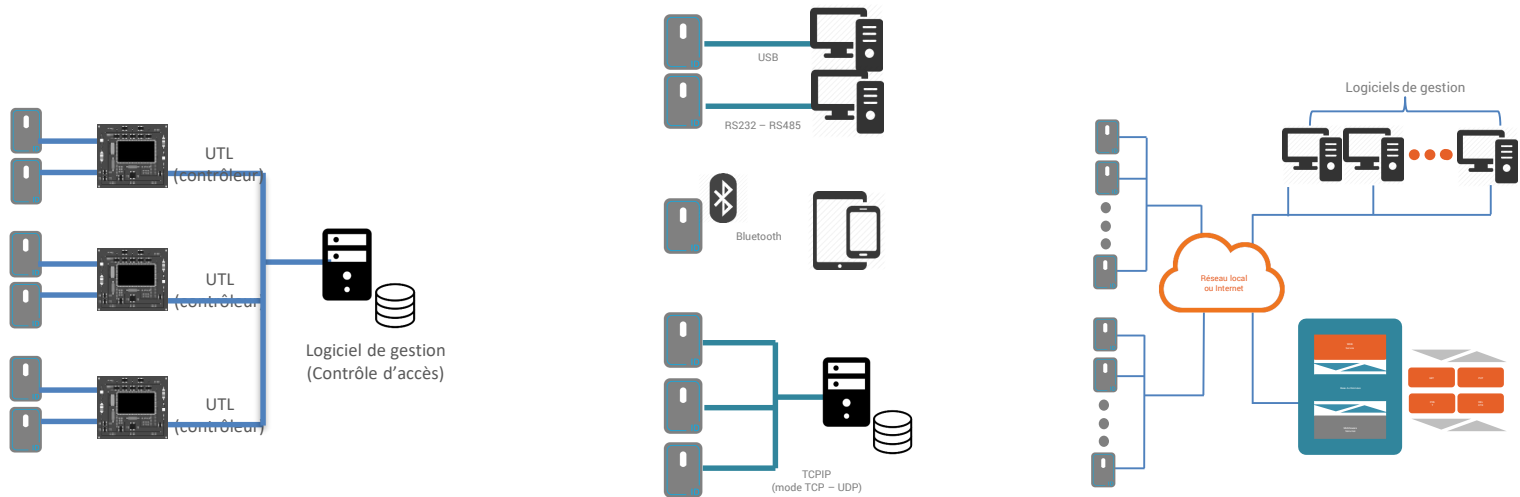 UTL
(contrôleur)
UTL
(contrôleur
UTL
(contrôleur)
Logiciel de gestion
(Contrôle d’accès)
USB
RS232 – RS485
Bluetooth
TCPIP
(mode TCP – UDP)
Logiciels de gestion
Réseau local
ou Internet